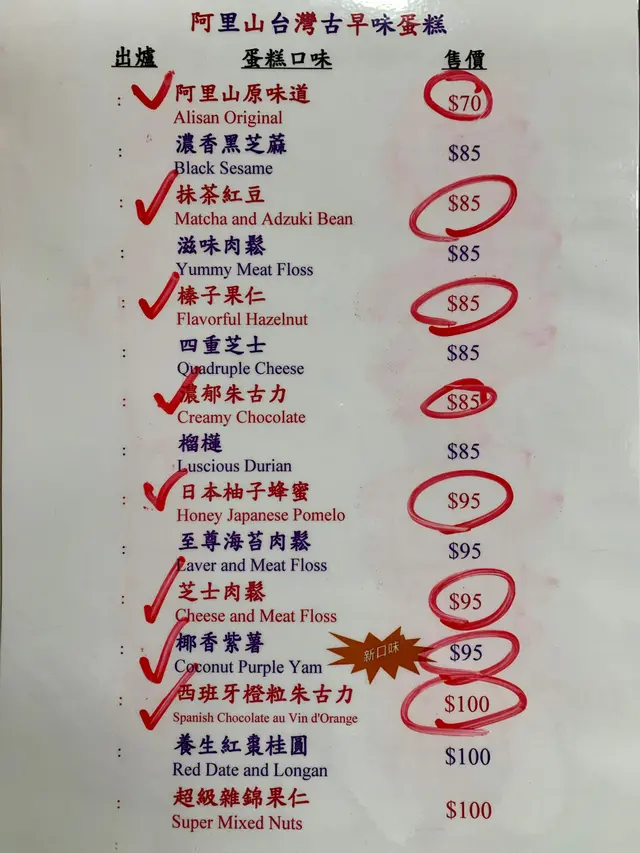 阿里山台灣古早味蛋糕
出爐 蛋糕口味 售價
: 阿里山原味道 $70
Alisan Original
: 濃香黑芝蔴 $85
Black Sesame
: 抹茶紅豆 $85
Matcha and Adzuki Bean
: 滋味肉鬆 $85
Yummy Meat Floss
: 榛子果仁 $85
Flavorful Hazelnut
: 四重芝士 $85
Quadruple Cheese
: 濃郁朱古力 $85
Creamy Chocolate
: 榴槤 $85
Luscious Durian
: 日本柚子蜂蜜 $95
Honey Japanese Pomelo
: 至尊海苔肉鬆 $95
Laver and Meat Floss
: 芝士肉鬆 $95
Cheese and Meat Floss
: 椰香紫薯 新口味 $95
Coconut Purple Yam
: 西班牙橙粒朱古力 $100
Spanish Chocolate au Vin d'Orange
: 養生紅棗桂圓 $100
Red Date and Longan
: 超級雜錦果仁 $100
Super Mixed Nuts